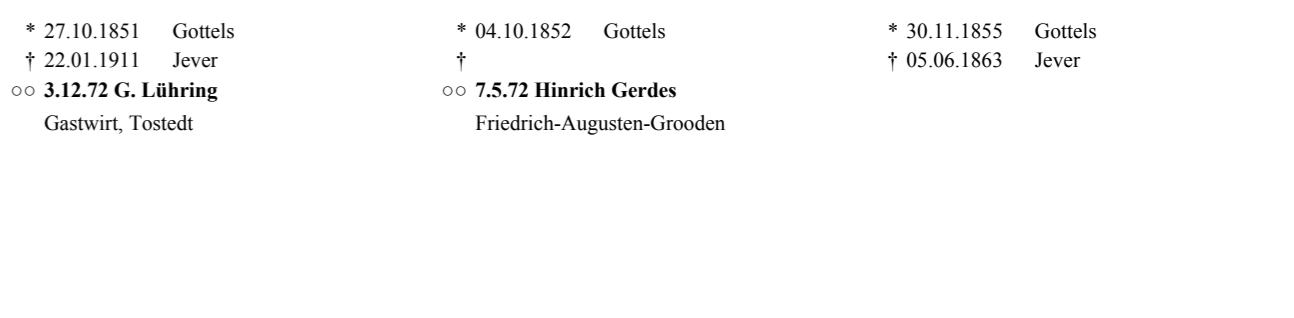 * 27.10.1851 Gottels
† 22.01.1911 Jever
○○ 3.12.72 G. Lühring
Gastwirt, Tostedt
* 04.10.1852 Gottels
†
○○ 7.5.72 Hinrich Gerdes
Friedrich-Augusten-Grooden
* 30.11.1855 Gottels
† 05.06.1863 Jever